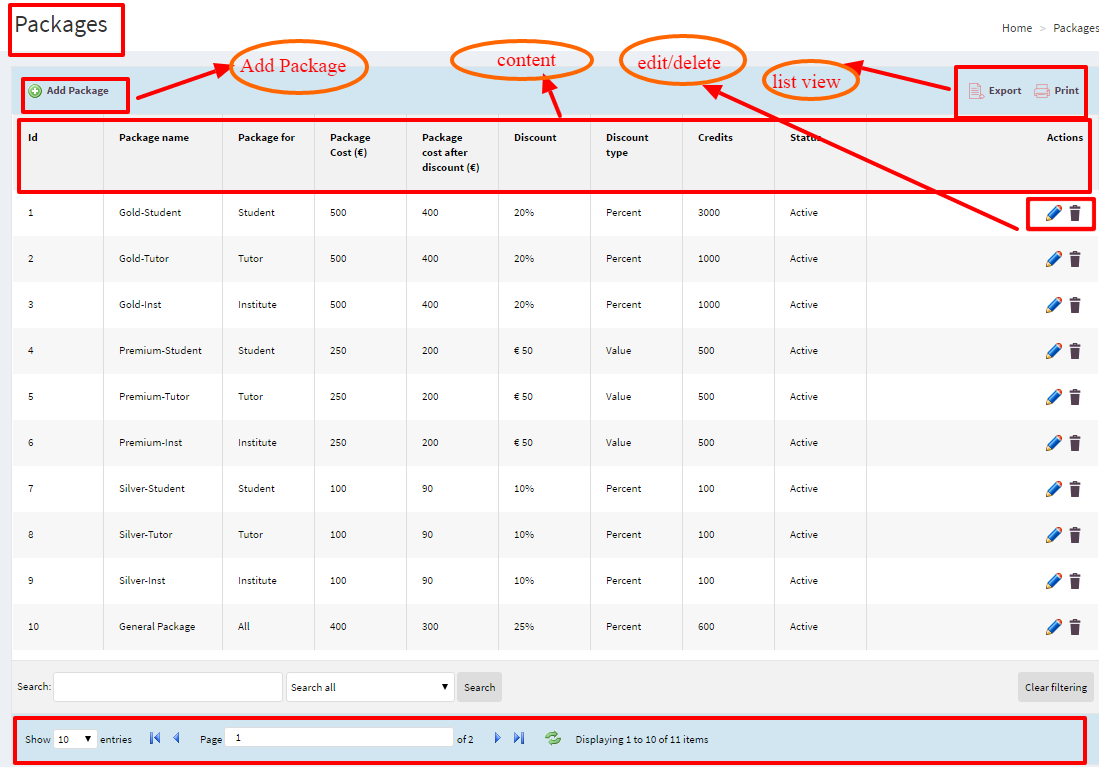 Packages
Home > Packages
Add Package
Add Package
content
edit/delete
list view
Export
Print
Id Package name Package for Package Cost (€) Package cost after discount (€) Discount Discount type Credits Status Actions
1 Gold-Student Student 500 400 20% Percent 3000 Active
2 Gold-Tutor Tutor 500 400 20% Percent 1000 Active
3 Gold-Inst Institute 500 400 20% Percent 1000 Active
4 Premium-Student Student 250 200 € 50 Value 500 Active
5 Premium-Tutor Tutor 250 200 € 50 Value 500 Active
6 Premium-Inst Institute 250 200 € 50 Value 500 Active
7 Silver-Student Student 100 90 10% Percent 100 Active
8 Silver-Tutor Tutor 100 90 10% Percent 100 Active
9 Silver-Inst Institute 100 90 10% Percent 100 Active
10 General Package All 400 300 25% Percent 600 Active
Search: Search all Search Clear filtering
Show 10 entries Page 1 of 2 Displaying 1 to 10 of 11 items